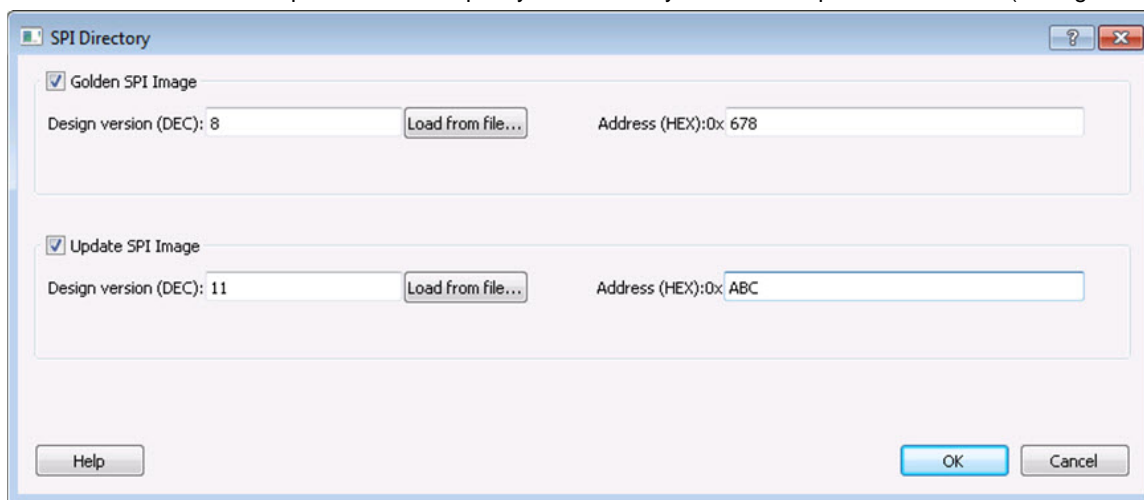 SPI Directory
Golden SPI Image
Design version (DEC): 8 Load from file... Address (HEX):0x 678
Update SPI Image
Design version (DEC): 11 Load from file... Address (HEX):0x ABC
Help OK Cancel